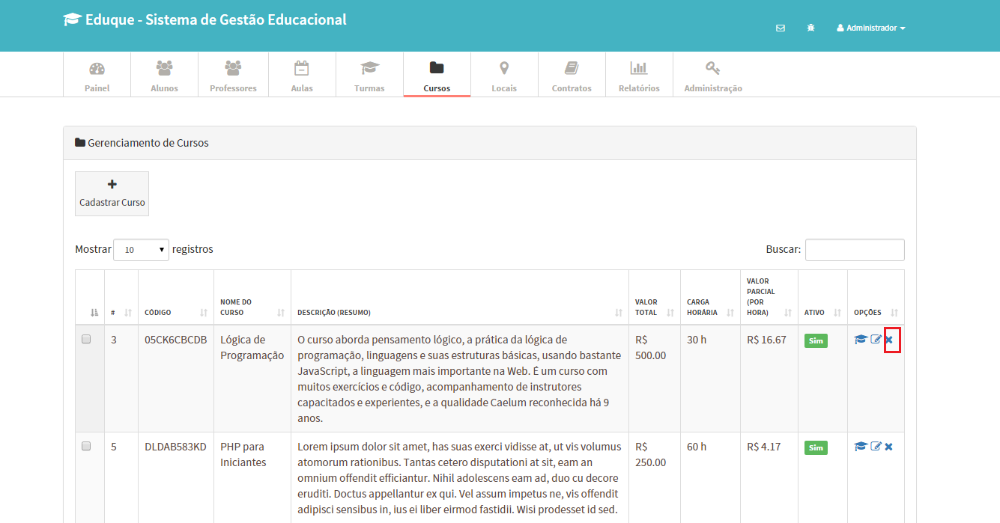 Eduque - Sistema de Gestão Educacional
Administrador
Painel
Alunos
Professores
Aulas
Turmas
Cursos
Locais
Contratos
Relatórios
Administração
Gerenciamento de Cursos
Cadastrar Curso
Mostrar 10 registros
Buscar:
#
CÓDIGO
NOME DO
CURSO
DESCRIÇÃO (RESUMO)
VALOR
TOTAL
CARGA
HORÁRIA
VALOR
PARCIAL
(POR
HORA)
ATIVO
OPÇÕES
3
05CK6CBCDB
Lógica de
Programação
O curso aborda pensamento lógico, a prática da lógica de
programação, linguagens e suas estruturas básicas, usando bastante
JavaScript, a linguagem mais importante na Web. É um curso com
muitos exercícios e código, acompanhamento de instrutores
capacitados e experientes, e a qualidade Caelum reconhecida há 9
anos.
R$
500.00
30 h
R$ 16.67
Sim
5
DLDAB583KD
PHP para
Iniciantes
Lorem ipsum dolor sit amet, has suas exerci vidisse at, ut vis volumus
atomorum rationibus. Tantas cetero disputationi at sit, eam an
omnium offendit efficiantur. Nihil adolescens eam ad, duo cu decore
eruditi. Doctus appellantur ex qui. Vel assum impetus ne, vis offendit
adipisci sensibus in, ius ei liber eirmod fastidii. Wisi prodesset id sed.
R$
250.00
60 h
R$ 4.17
Sim